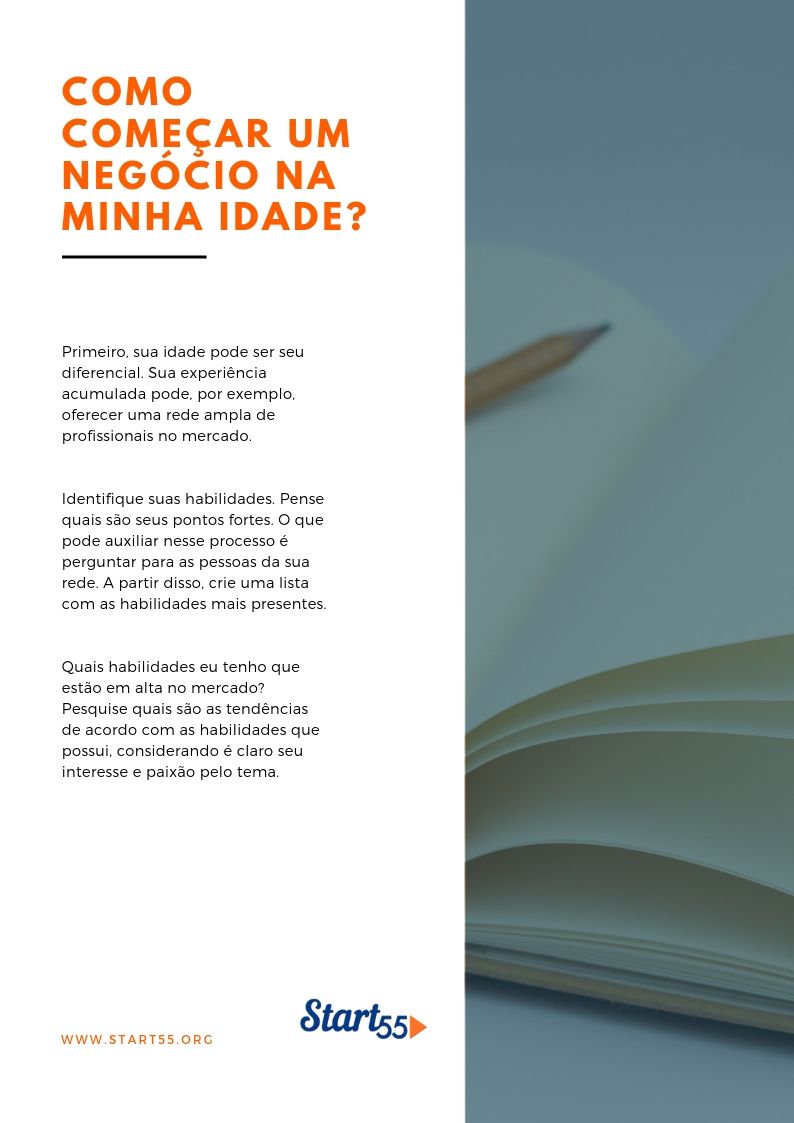 COMO
COMEÇAR UM
NEGÓCIO NA
MINHA IDADE?
Primeiro, sua idade pode ser seu
diferencial. Sua experiência
acumulada pode, por exemplo,
oferecer uma rede ampla de
profissionais no mercado.
Identifique suas habilidades. Pense
quais são seus pontos fortes. O que
pode auxiliar nesse processo é
perguntar para as pessoas da sua
rede. A partir disso, crie uma lista
com as habilidades mais presentes.
Quais habilidades eu tenho que
estão em alta no mercado?
Pesquise quais são as tendências
de acordo com as habilidades que
possui, considerando é claro seu
interesse e paixão pelo tema.
WWW.START55.ORG
Start55